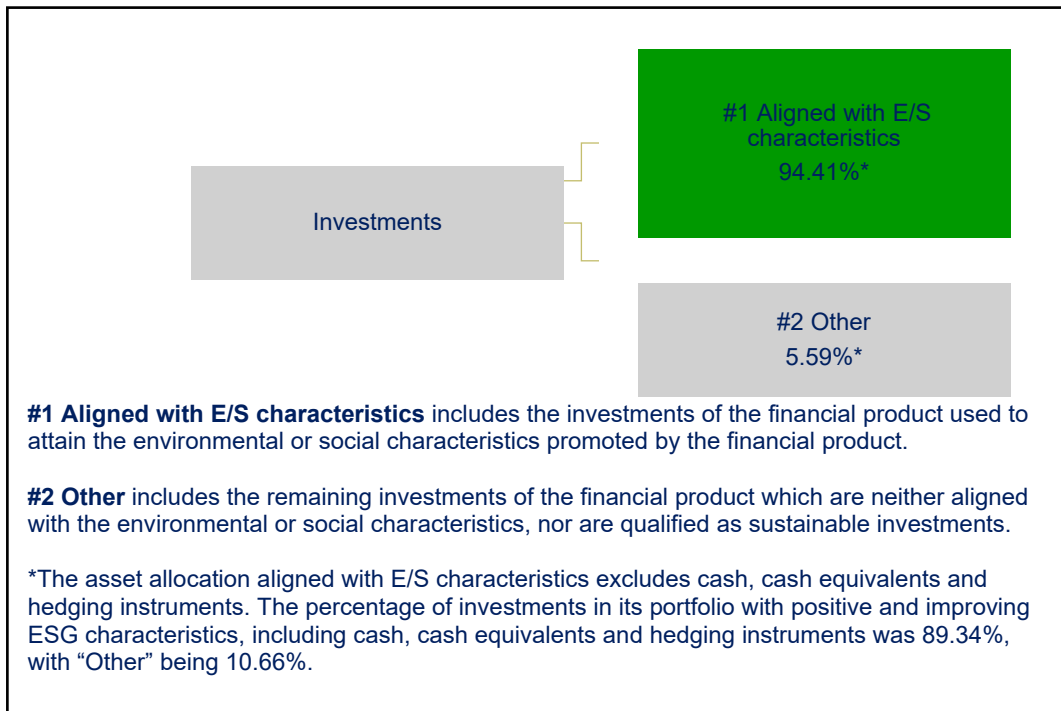 #1 Aligned with E/S
characteristics
94.41%*
Investments
#2 Other
5.59%*
#1 Aligned with E/S characteristics includes the investments of the financial product used to
attain the environmental or social characteristics promoted by the financial product.
#2 Other includes the remaining investments of the financial product which are neither aligned
with the environmental or social characteristics, nor are qualified as sustainable investments.
*The asset allocation aligned with E/S characteristics excludes cash, cash equivalents and
hedging instruments. The percentage of investments in its portfolio with positive and improving
ESG characteristics, including cash, cash equivalents and hedging instruments was 89.34%,
with “Other” being 10.66%.